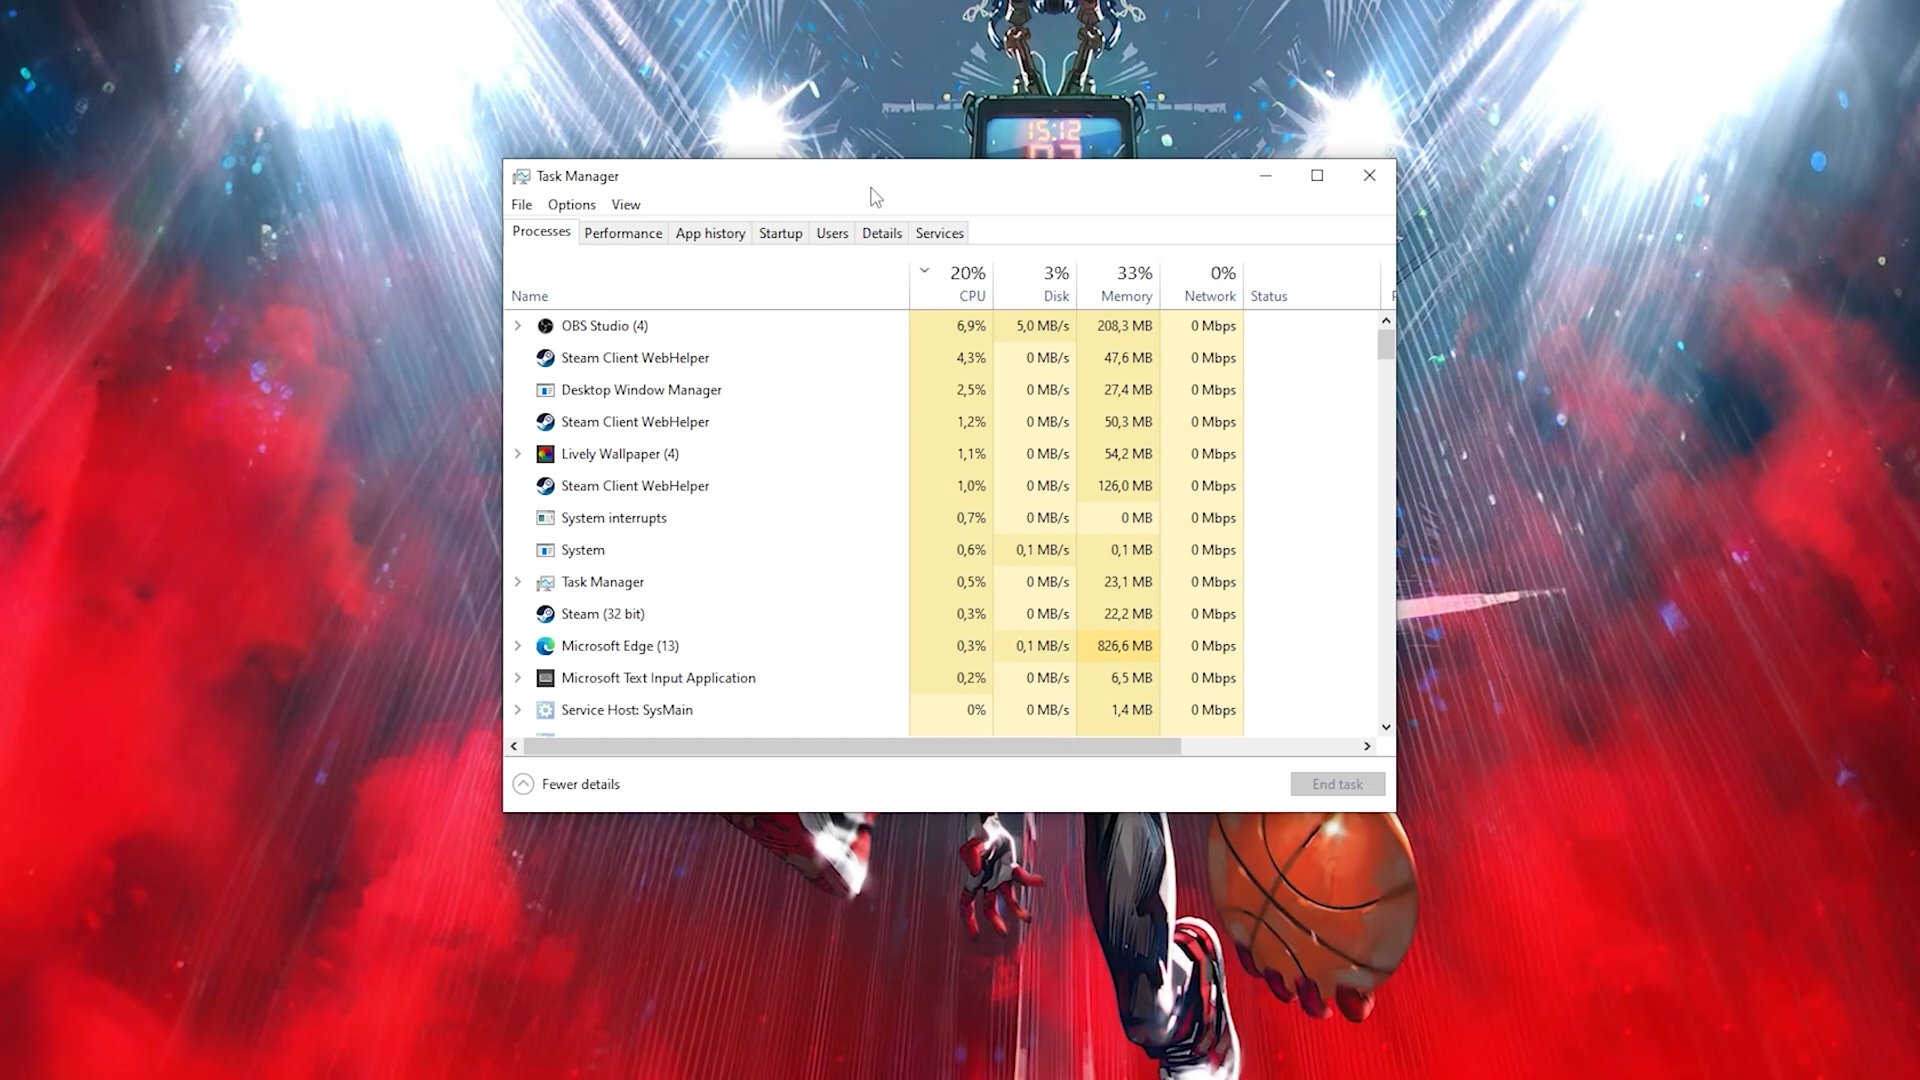 15:12
Task Manager
File Options View
Processes Performance App history Startup Users Details Services
20% 3% 33% 0%
Name CPU Disk Memory Network Status
OBS Studio (4) 6,9% 5,0 MB/s 208,3 MB 0 Mbps
Steam Client WebHelper 4,3% 0 MB/s 47,6 MB 0 Mbps
Desktop Window Manager 2,5% 0 MB/s 27,4 MB 0 Mbps
Steam Client WebHelper 1,2% 0 MB/s 50,3 MB 0 Mbps
Lively Wallpaper (4) 1,1% 0 MB/s 54,2 MB 0 Mbps
Steam Client WebHelper 1,0% 0 MB/s 126,0 MB 0 Mbps
System interrupts 0,7% 0 MB/s 0 MB 0 Mbps
System 0,6% 0,1 MB/s 0,1 MB 0 Mbps
Task Manager 0,5% 0 MB/s 23,1 MB 0 Mbps
Steam (32 bit) 0,3% 0 MB/s 22,2 MB 0 Mbps
Microsoft Edge (13) 0,3% 0,1 MB/s 826,6 MB 0 Mbps
Microsoft Text Input Application 0,2% 0 MB/s 6,5 MB 0 Mbps
Service Host: SysMain 0% 0 MB/s 1,4 MB 0 Mbps
Fewer details End task